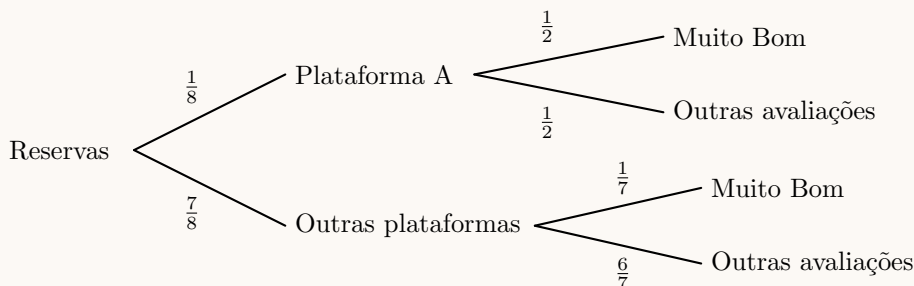 1/2
Muito Bom
1/8
Plataforma A
1/2
Outras avaliações
Reservas
7/8
Outras plataformas
1/7
Muito Bom
6/7
Outras avaliações